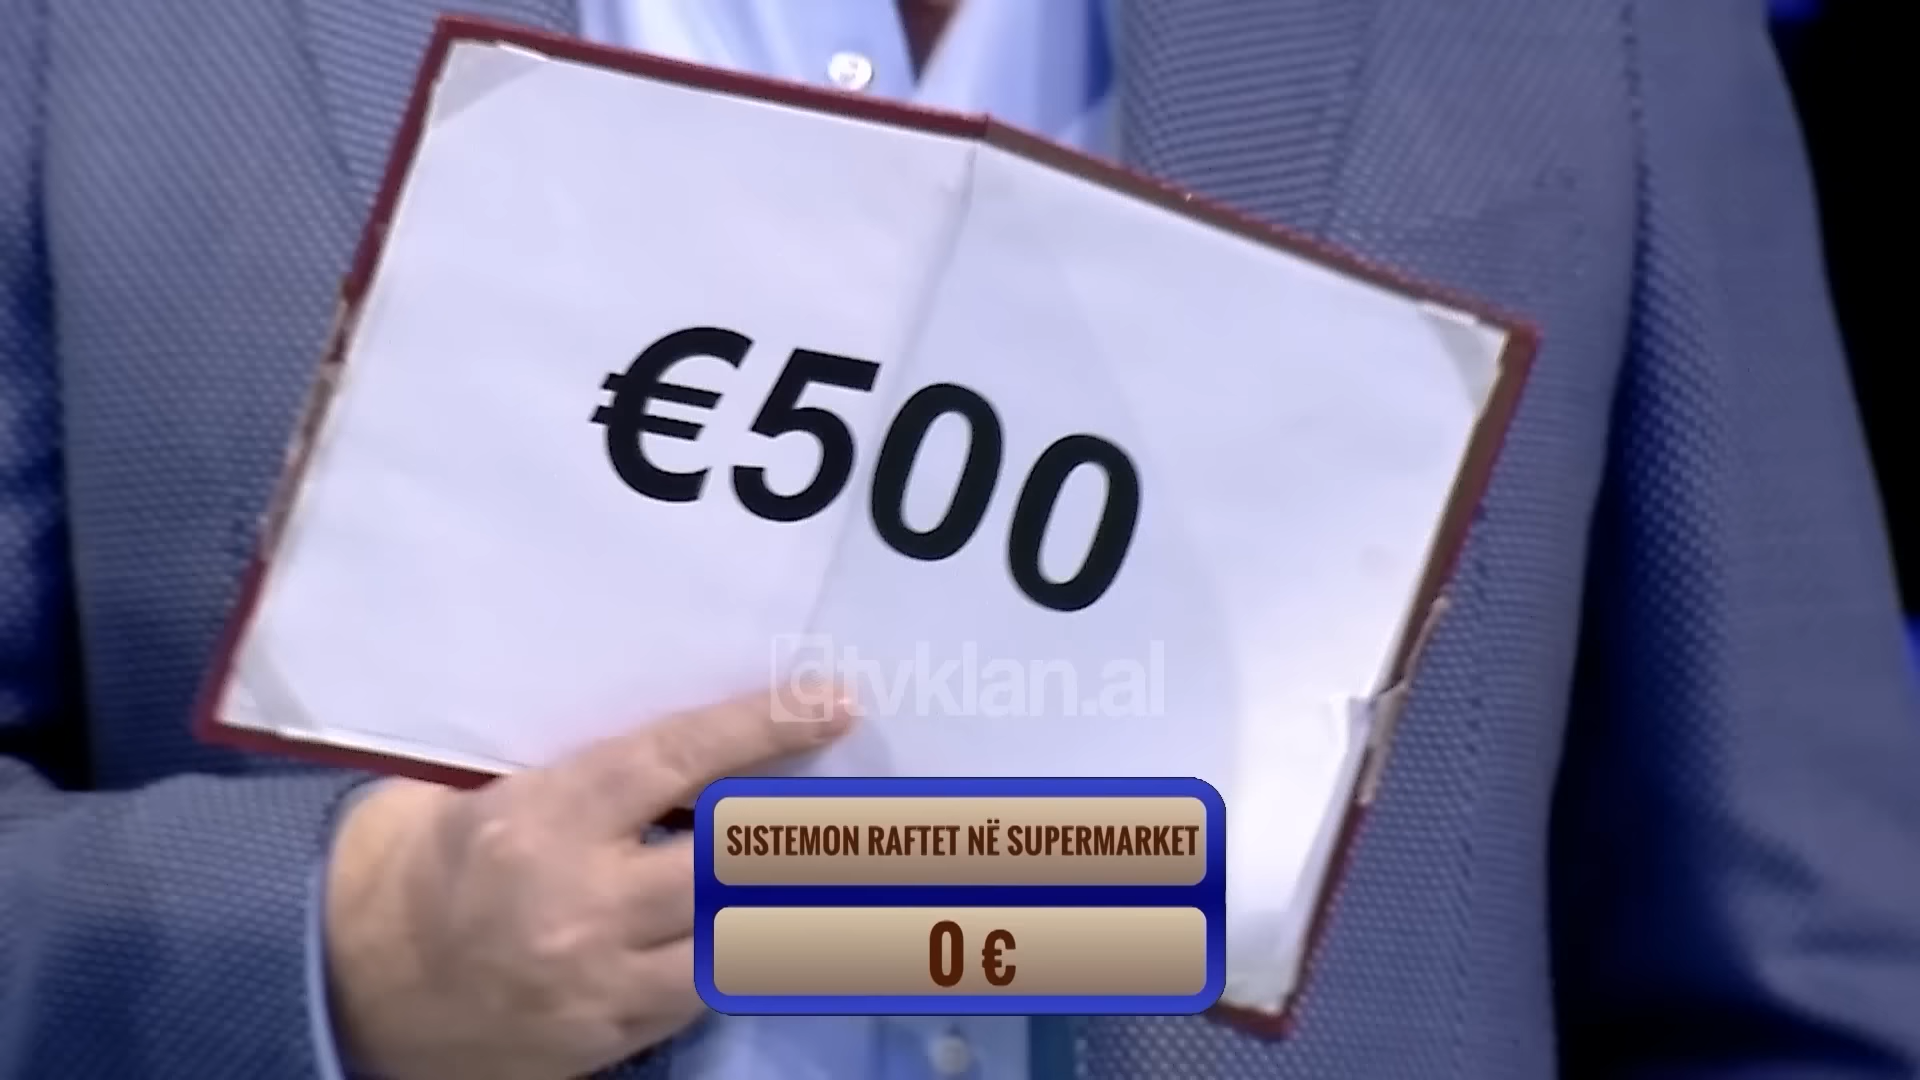 €500
tvklan.al
SISTEMON RAFTET NË SUPERMARKET
0 €